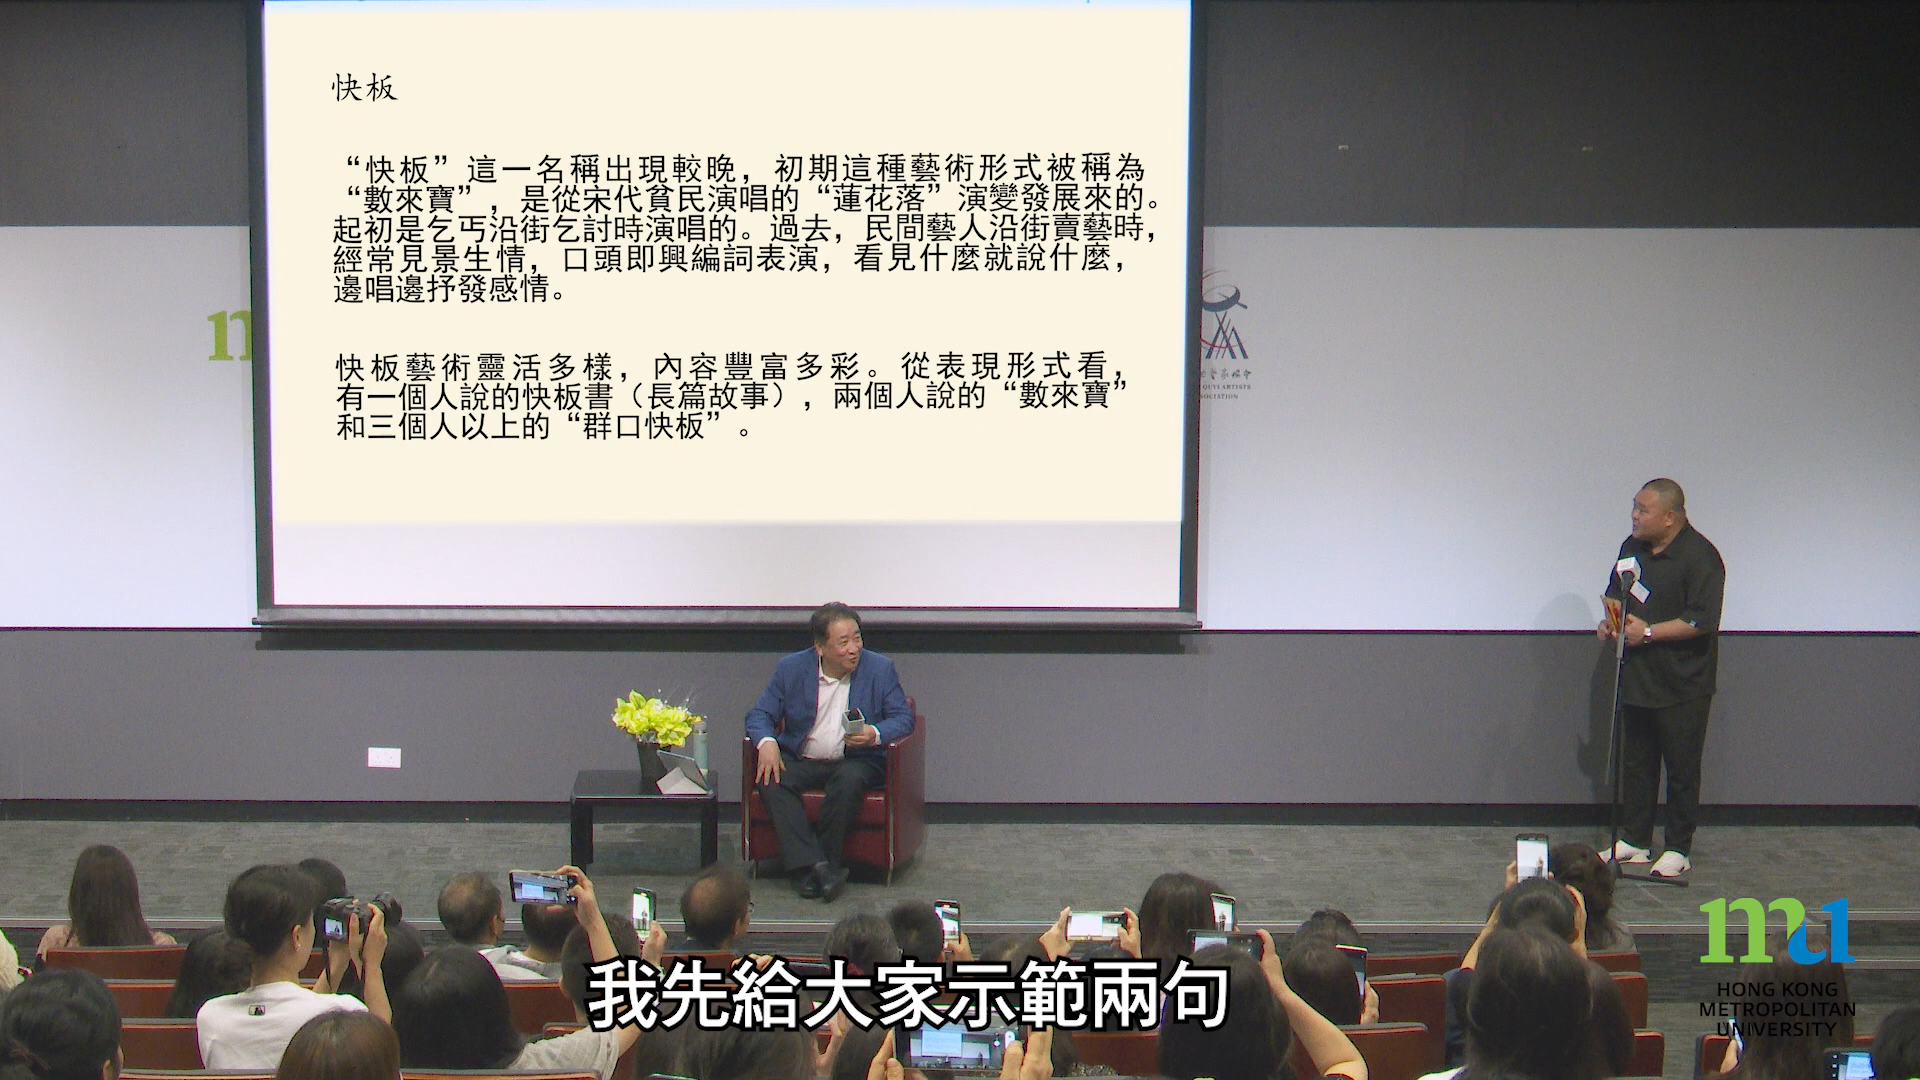 快板
“快板”這一名稱出現較晚，初期這種藝術形式被稱為
“數來寶”，是從宋代貧民演唱的“蓮花落”演變發展來的。
起初是乞丐沿街乞討時演唱的。過去，民間藝人沿街賣藝時，
經常見景生情，口頭即興編詞表演，看見什麼就說什麼，
邊唱邊抒發感情。
快板藝術靈活多樣，內容豐富多彩。從表現形式看，
有一個人說的快板書（長篇故事），兩個人說的“數來寶”
和三個人以上的“群口快板”。
QUYI ARTISTS
我先給大家示範兩句
mu
HONG KONG
METROPOLITAN
UNIVERSITY